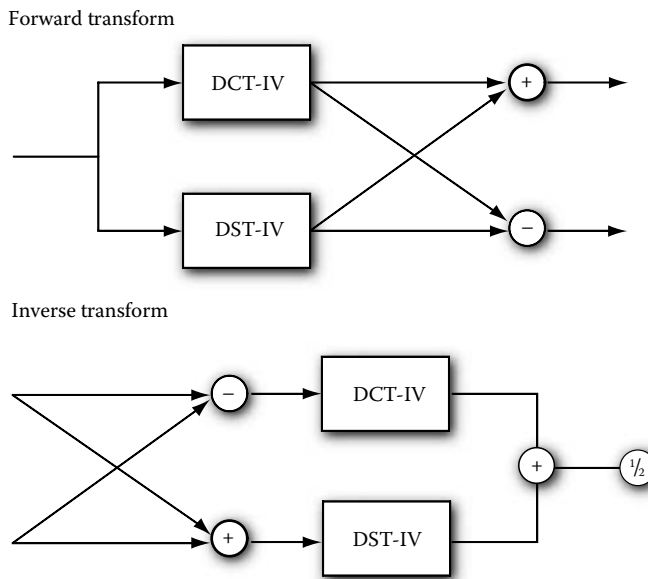 Forward transform
DCT-IV
+
DST-IV
−
Inverse transform
−
DCT-IV
+
½
+
DST-IV